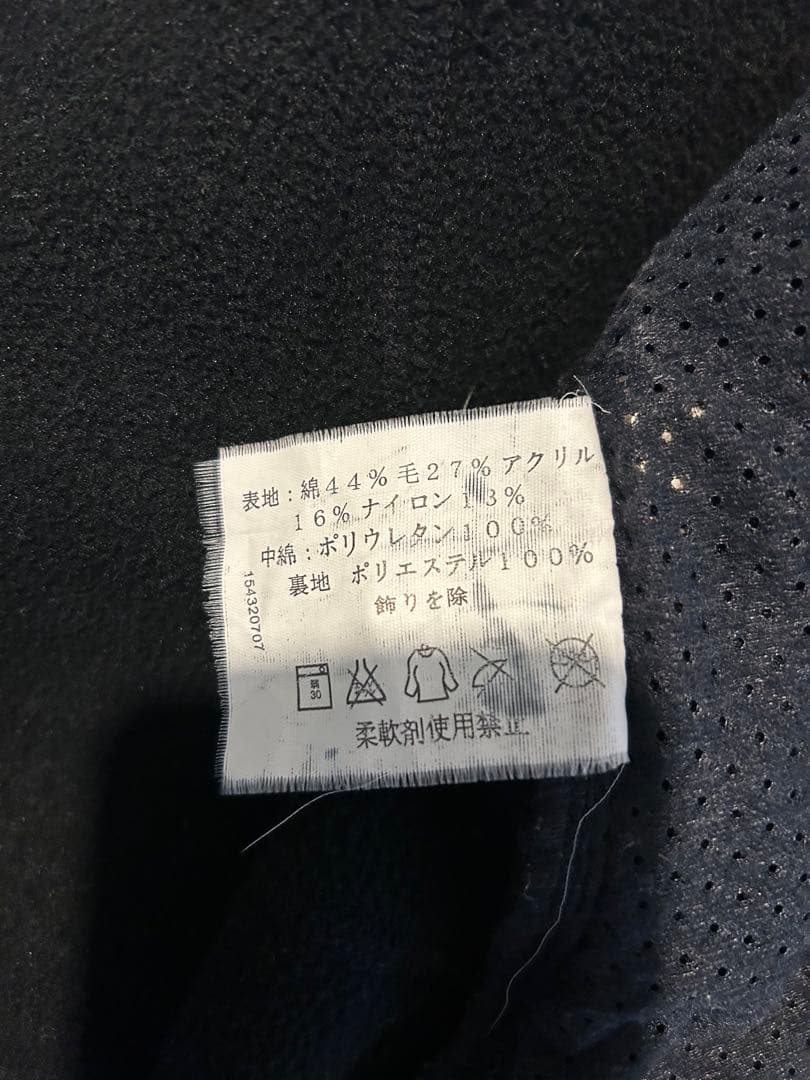 表地：綿４４％毛２７％アクリル
１６％ナイロン１３％
中綿：ポリウレタン１００％
裏地　ポリエステル１００％
飾りを除
154320707
弱
30
柔軟剤使用禁止